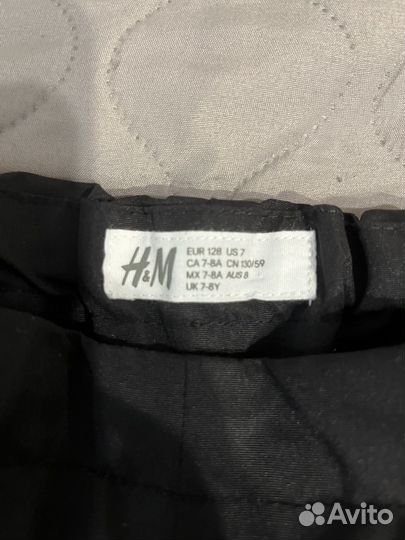 H&M
EUR 128 US 7
CA 7-8A CN 130/59
MX 7-8A AUS 8
UK 7-8Y
Avito